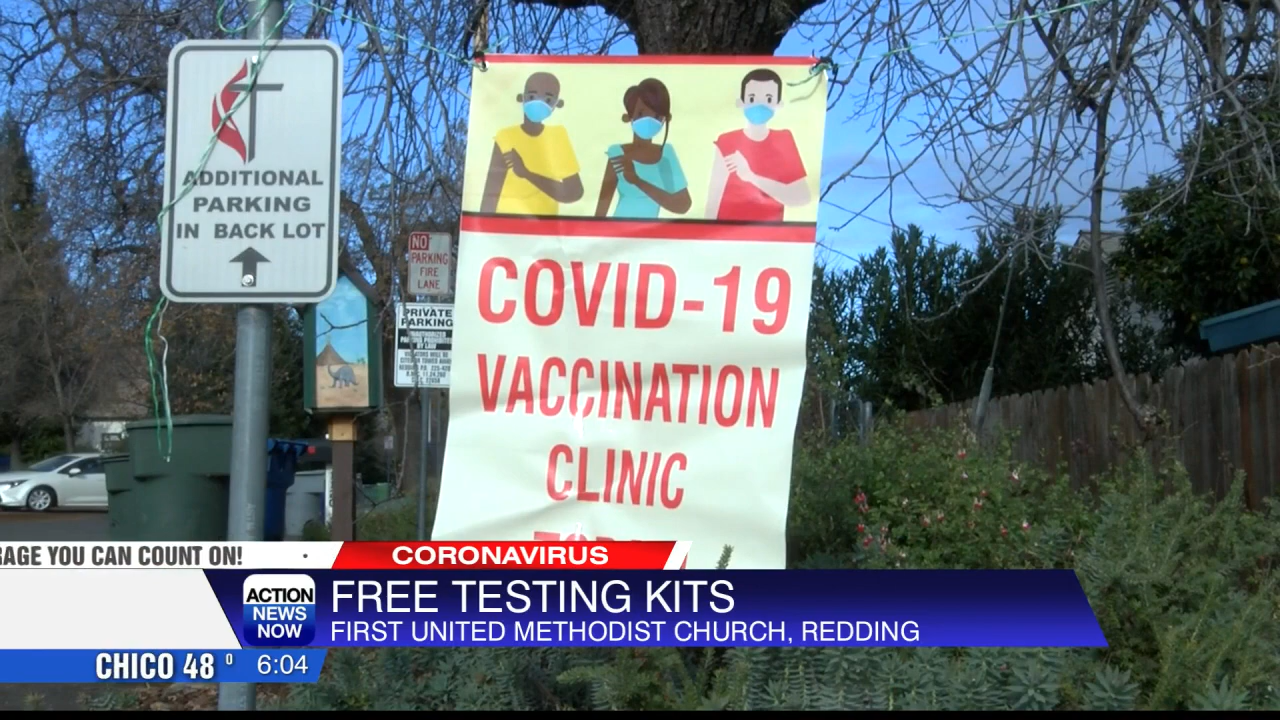 ADDITIONAL
PARKING
IN BACK LOT
NO
PARKING
FIRE
LANE
PRIVATE
PARKING
COVID-19
VACCINATION
CLINIC
RAGE YOU CAN COUNT ON!
CORONAVIRUS
ACTION
NEWS
NOW
FREE TESTING KITS
FIRST UNITED METHODIST CHURCH, REDDING
CHICO 48° 6:04